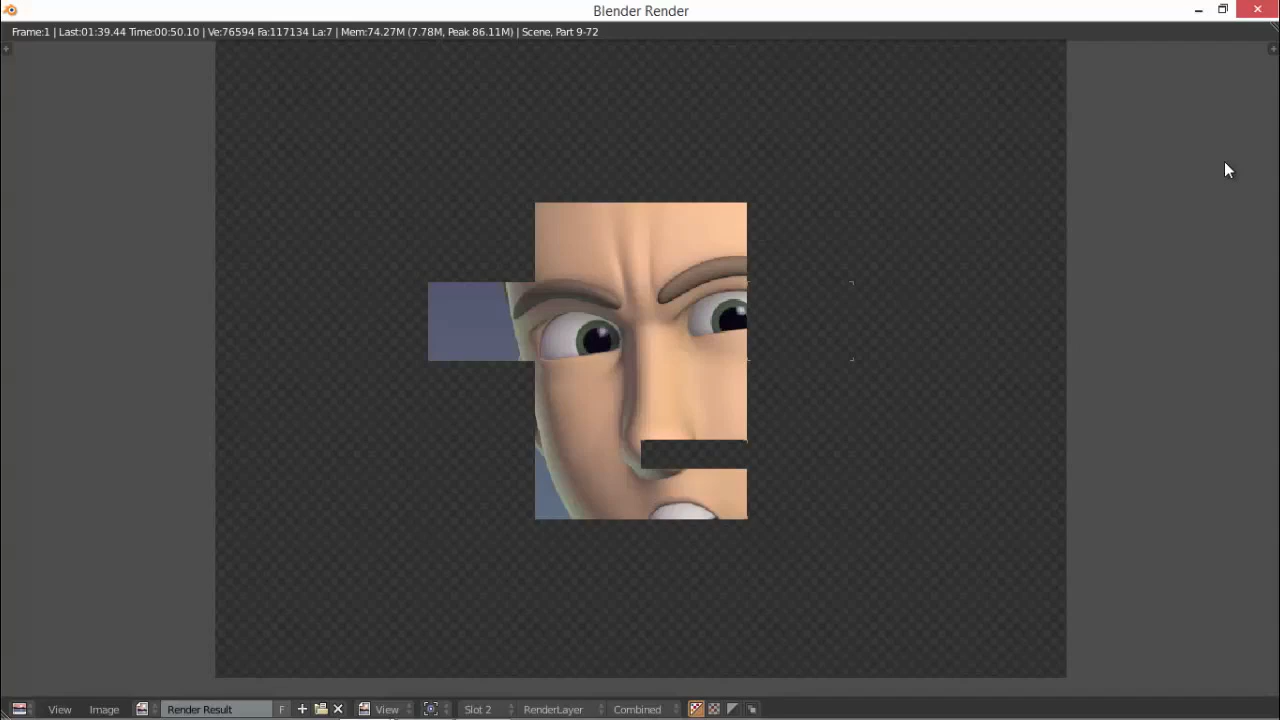 Blender Render
Frame:1 | Last:01:39.44 Time:00:50.10 | Ve:76594 Fa:117134 La:7 | Mem:74.27M (7.78M, Peak 86.11M) | Scene, Part 9-72
View Image Render Result F View Slot 2 RenderLayer Combined